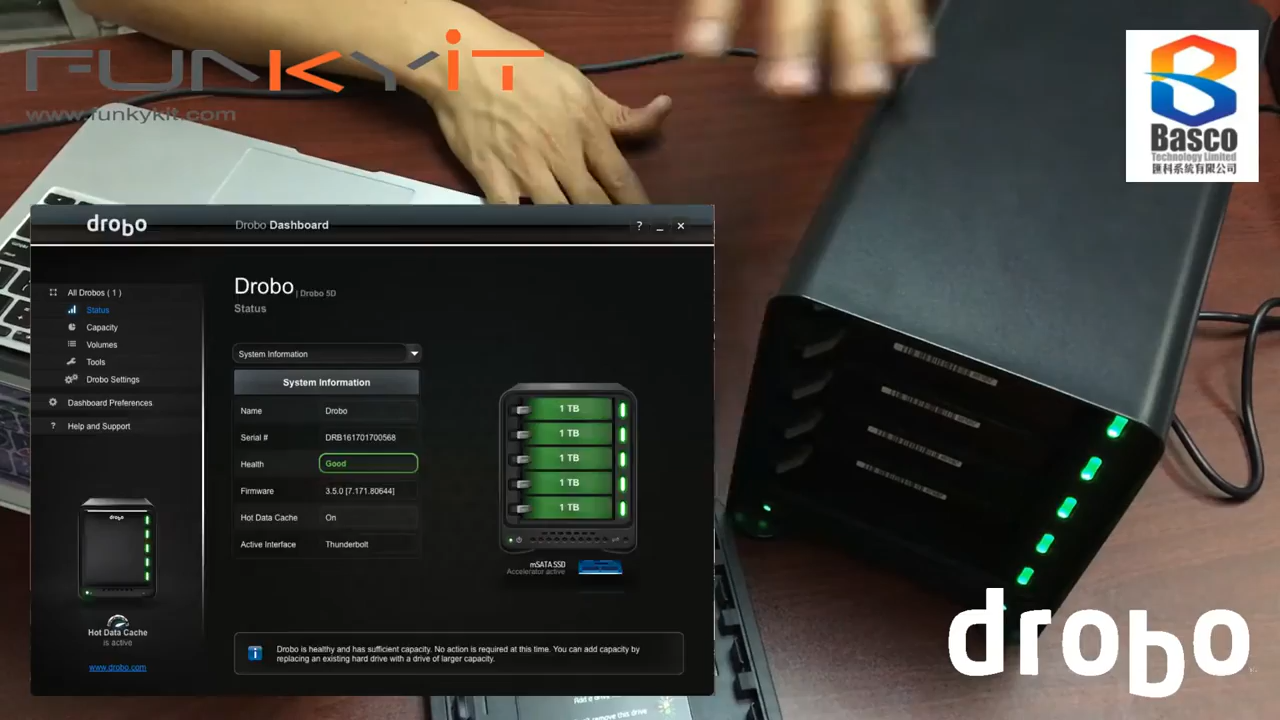 FUNKYiT
www.funkykit.com
Basco
Technology Limited
匯科系統有限公司
drobo
Drobo Dashboard
? _ ×
All Drobos ( 1 )
Status
Capacity
Volumes
Tools
Drobo Settings
Dashboard Preferences
? Help and Support
drobo
Hot Data Cache
is active
www.drobo.com
Drobo | Drobo 5D
Status
System Information
System Information
Name Drobo
Serial # DRB161701700568
Health Good
Firmware 3.5.0 [7.171.80644]
Hot Data Cache On
Active Interface Thunderbolt
1 TB
1 TB
1 TB
1 TB
1 TB
mSATA SSD
Accelerator active
Drobo is healthy and has sufficient capacity. No action is required at this time. You can add capacity by
replacing an existing hard drive with a drive of larger capacity.
remove this drive
drobo